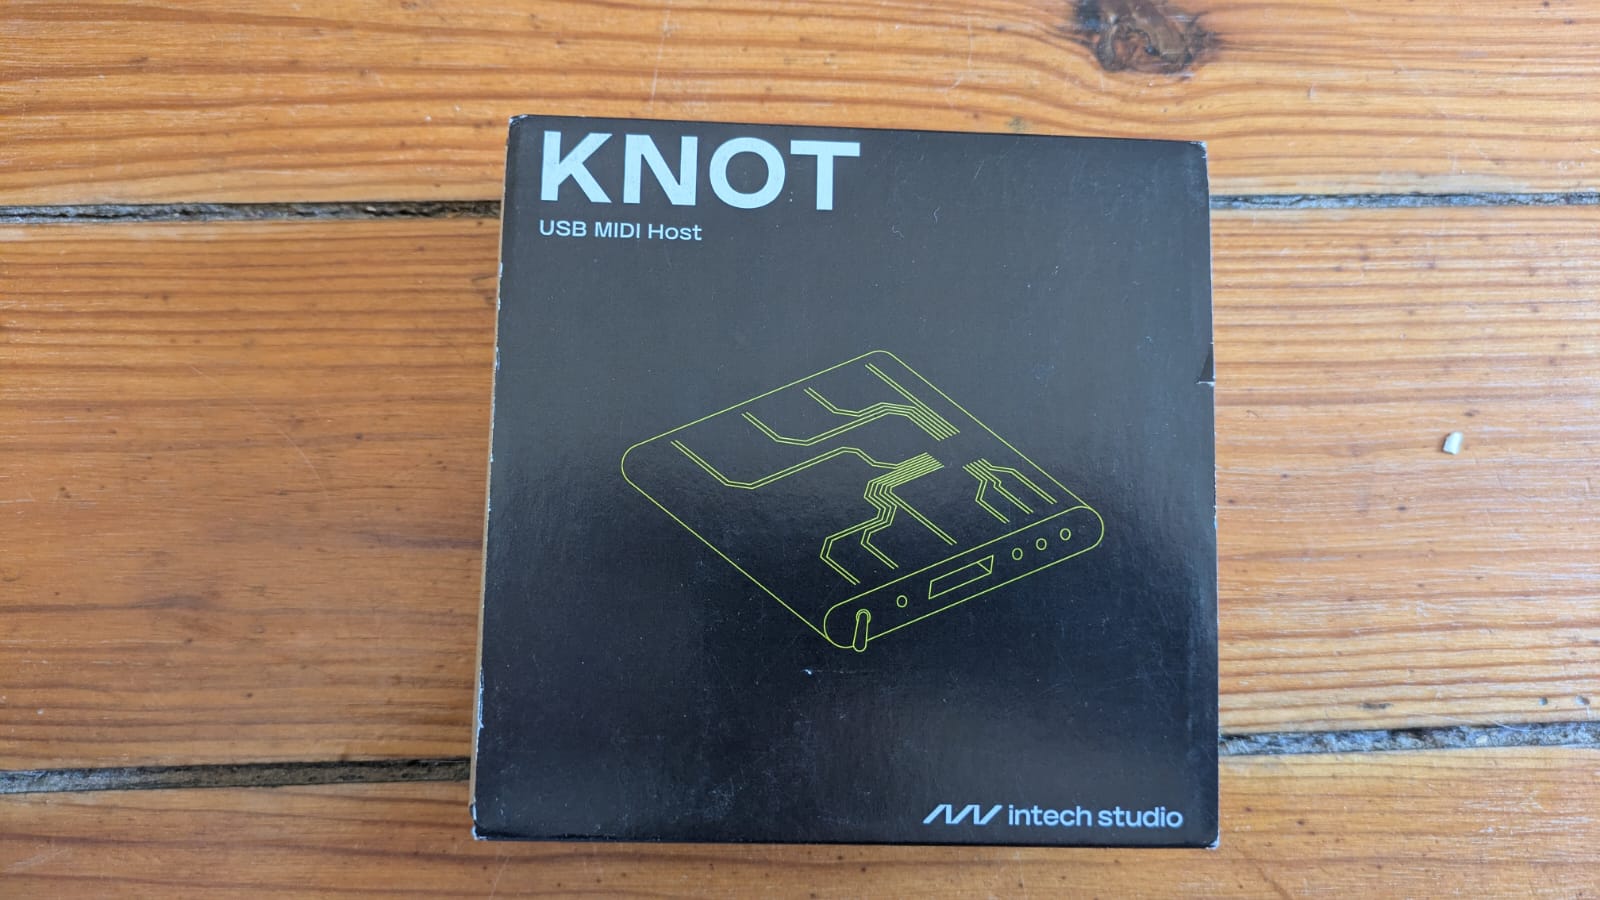 KNOT
USB MIDI Host
intech studio